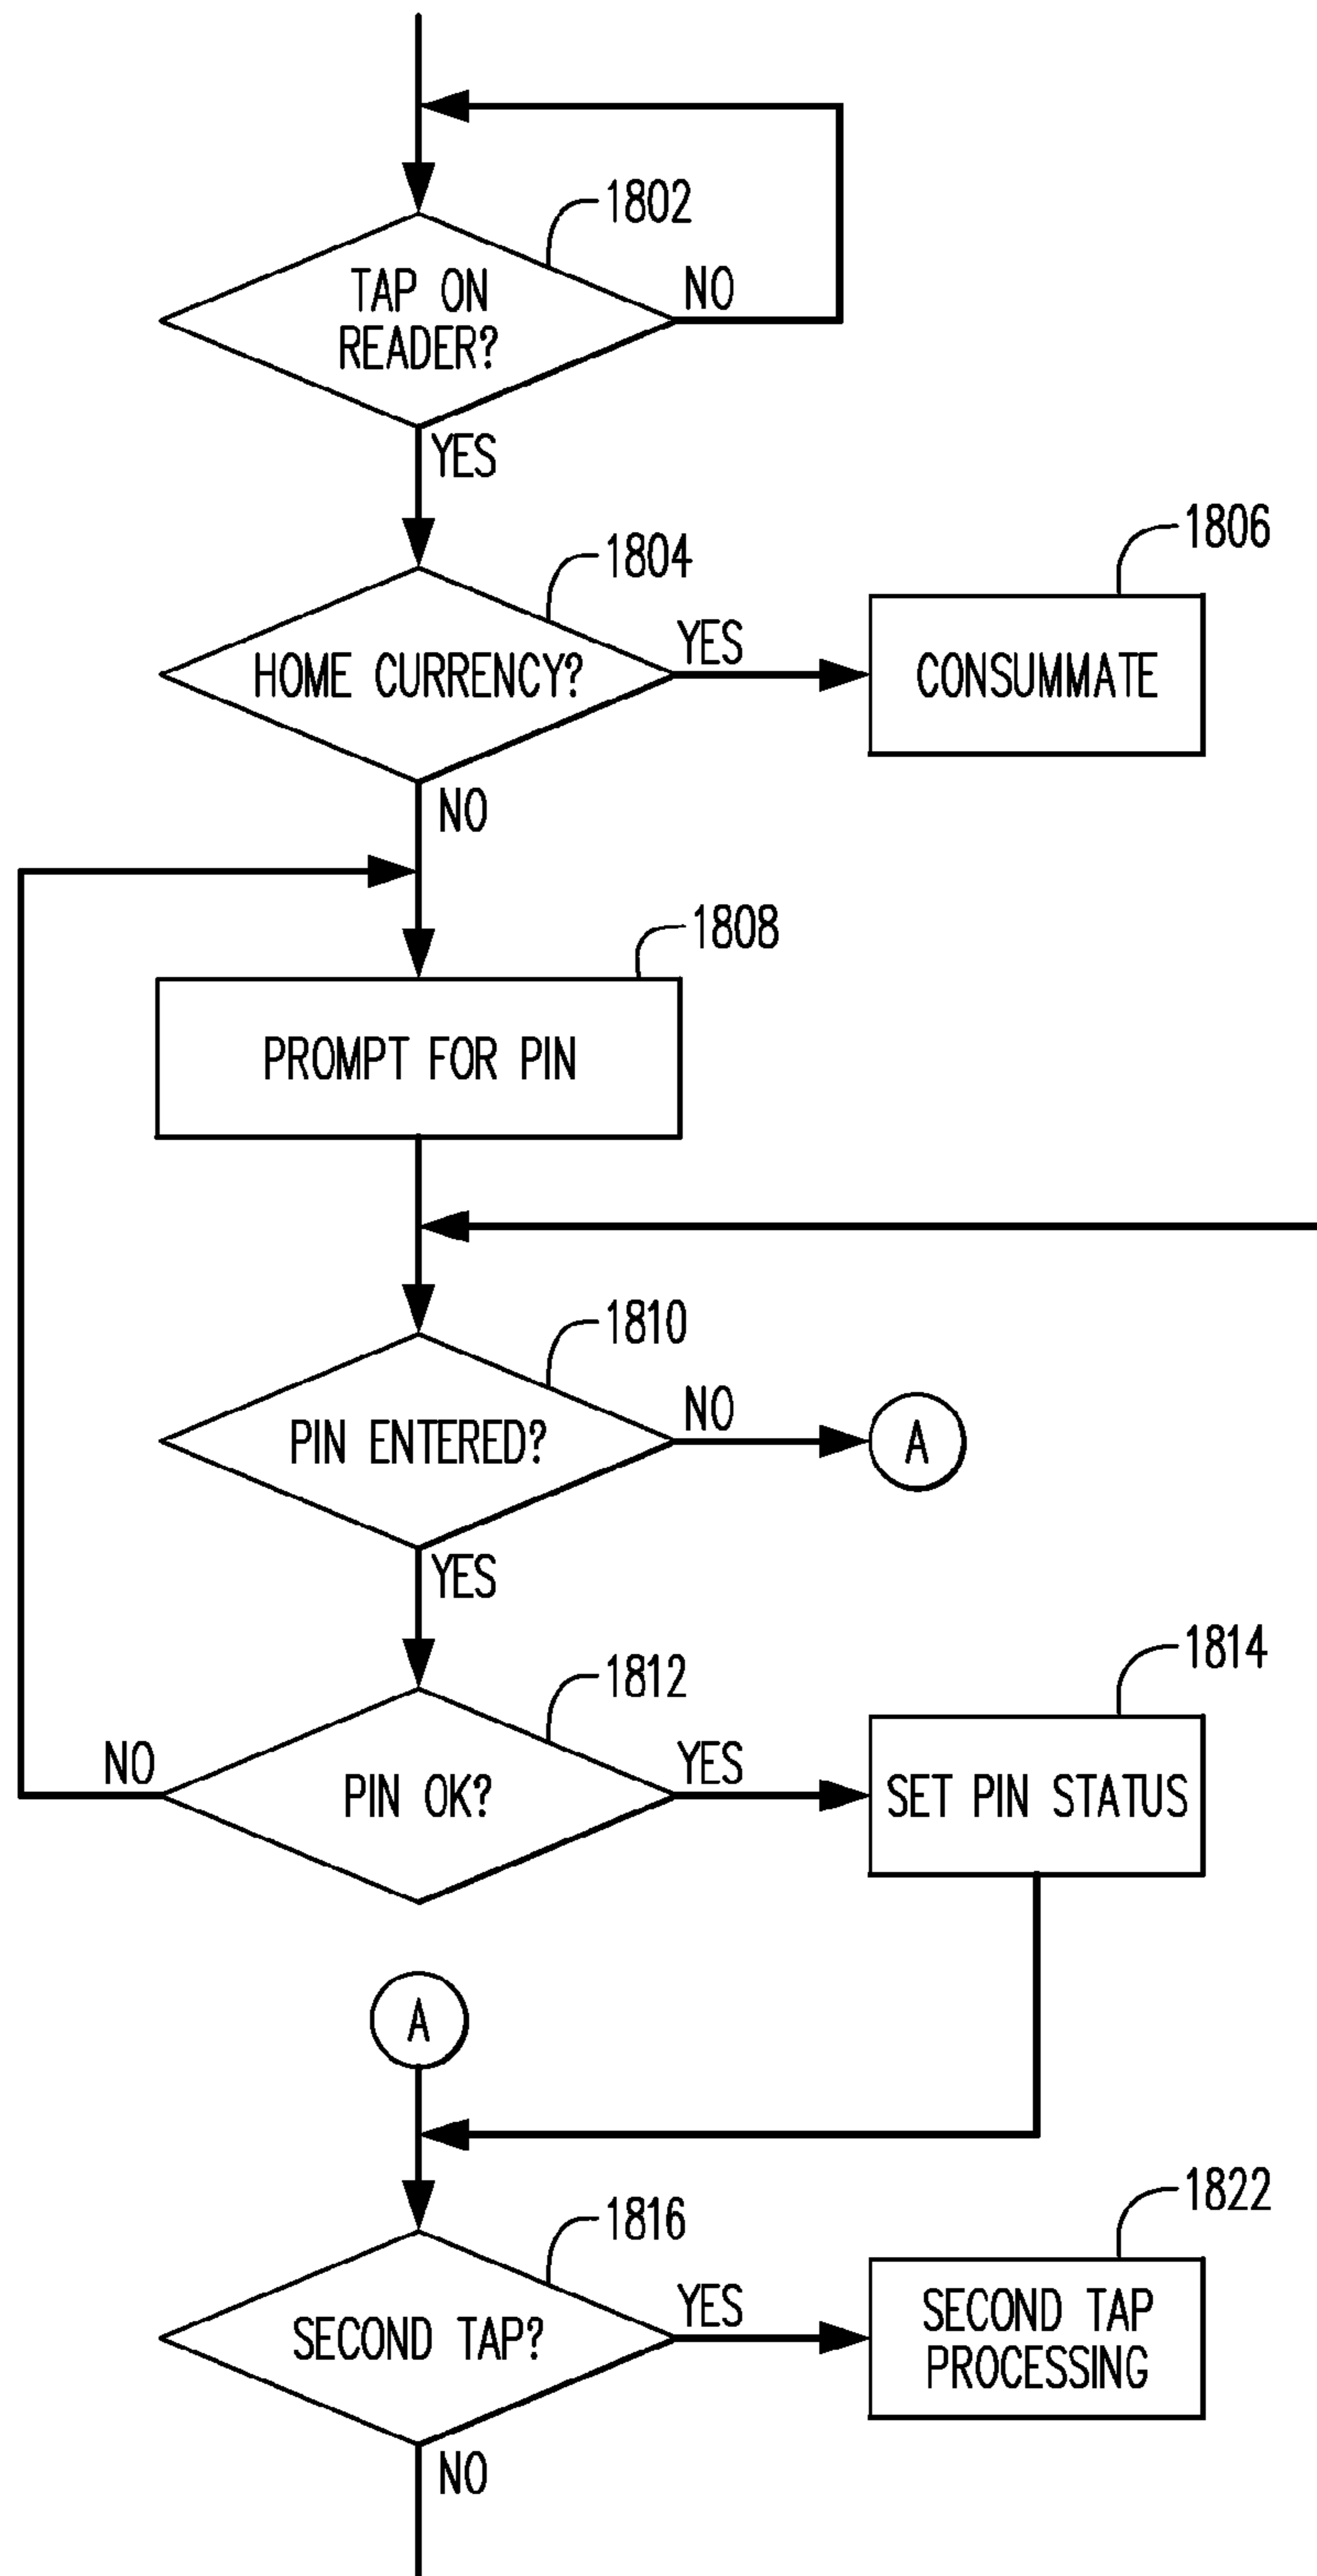 1802
TAP ON
READER?
NO
YES
1804
1806
HOME CURRENCY?
YES
CONSUMMATE
NO
1808
PROMPT FOR PIN
1810
PIN ENTERED?
NO
A
YES
1812
1814
NO
PIN OK?
YES
SET PIN STATUS
A
1816
1822
SECOND TAP?
YES
SECOND TAP
PROCESSING
NO